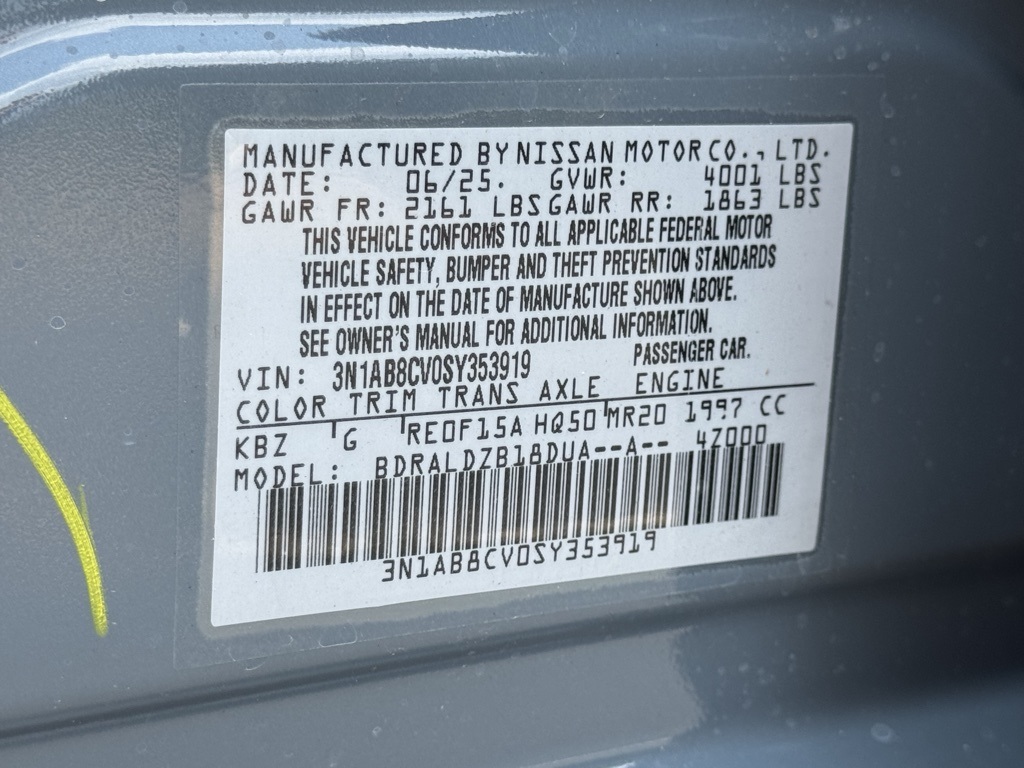 MANUFACTURED BY NISSAN MOTOR CO., LTD.
DATE: 06/25. GVWR: 4001 LBS
GAWR FR: 2161 LBS GAWR RR: 1863 LBS
THIS VEHICLE CONFORMS TO ALL APPLICABLE FEDERAL MOTOR
VEHICLE SAFETY, BUMPER AND THEFT PREVENTION STANDARDS
IN EFFECT ON THE DATE OF MANUFACTURE SHOWN ABOVE.
SEE OWNER'S MANUAL FOR ADDITIONAL INFORMATION.
VIN: 3N1AB8CV0SY353919 PASSENGER CAR.
COLOR TRIM TRANS AXLE ENGINE
KBZ G RE0F15A HQ50 MR20 1997 CC
MODEL: BDRALDZB18DUA--A-- 47000
3N1AB8CV0SY353919